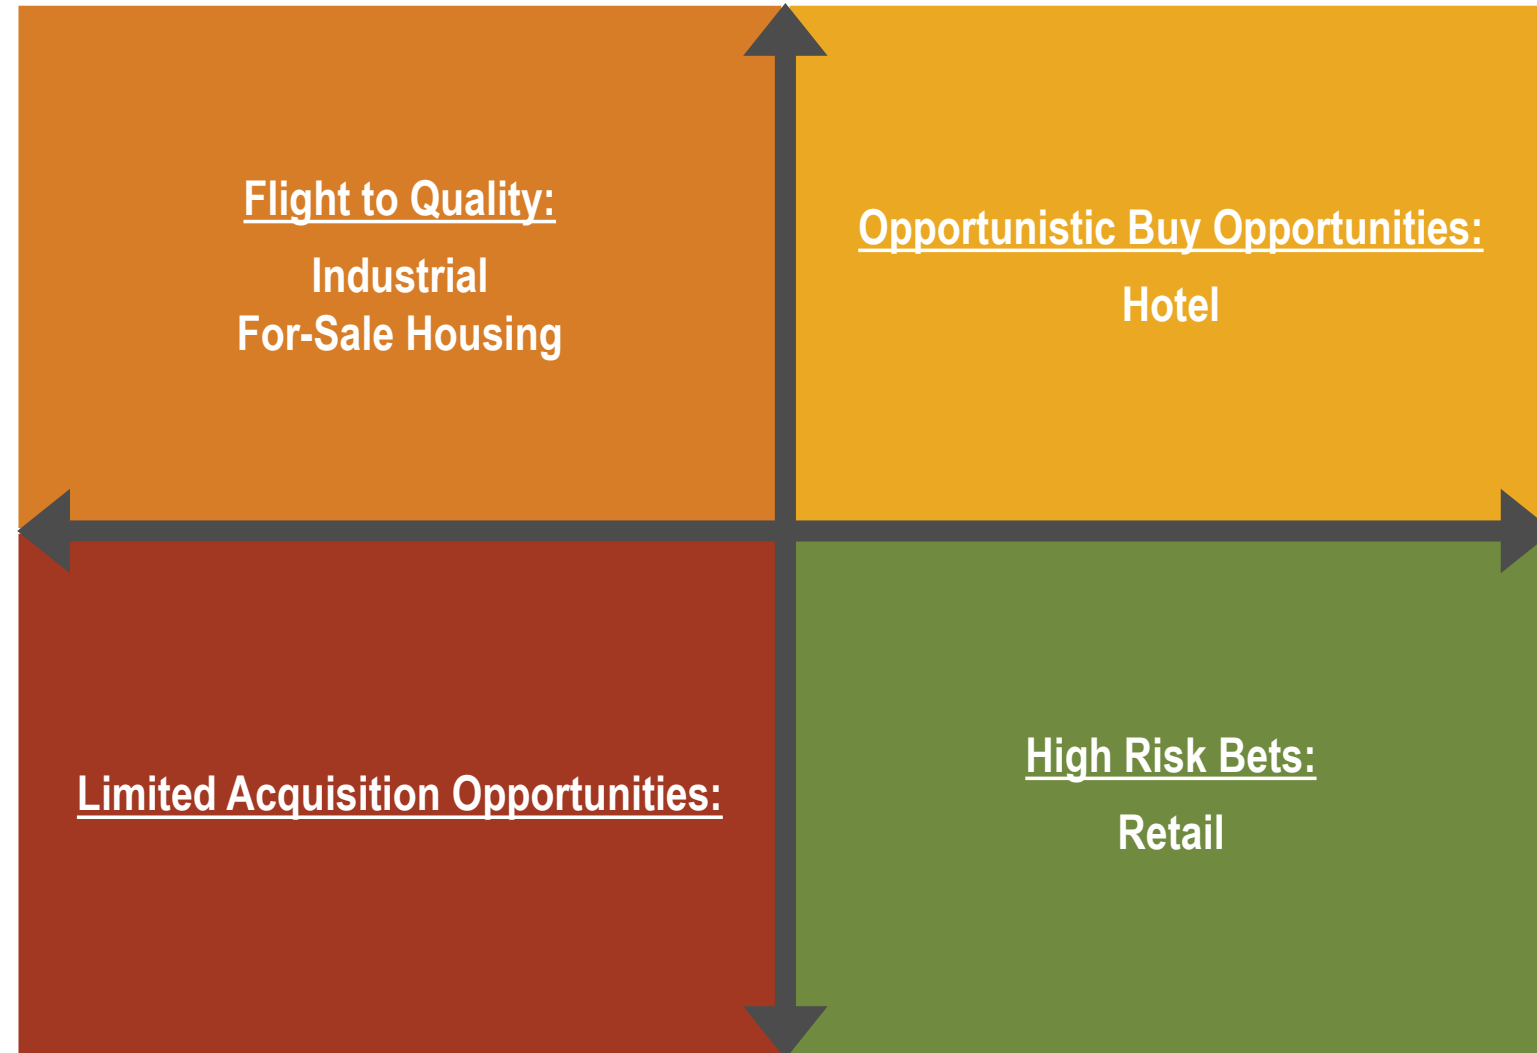 Flight to Quality:
Industrial
For-Sale Housing
Opportunistic Buy Opportunities:
Hotel
Limited Acquisition Opportunities:
High Risk Bets:
Retail